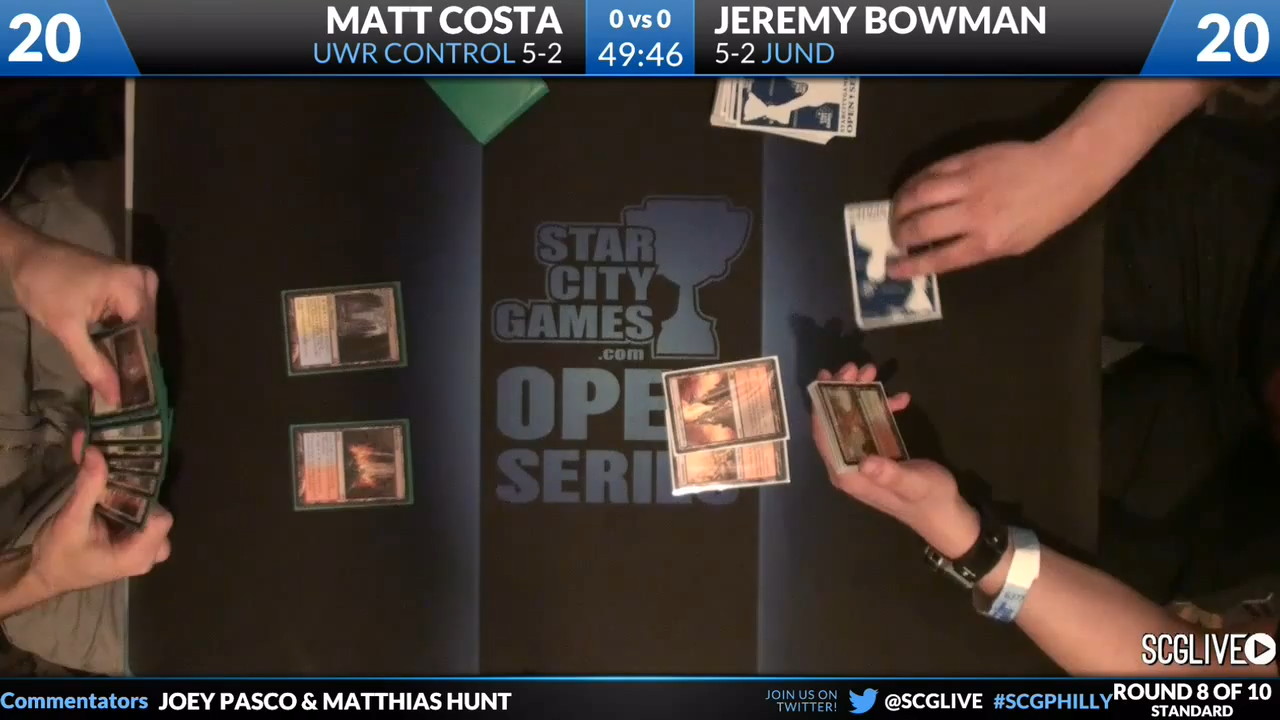 20
MATT COSTA
UWR CONTROL 5-2
0 vs 0
49:46
JEREMY BOWMAN
5-2 JUND
20
STAR
CITY
GAMES
.com
OPE
SERI
SCGLIVE
Commentators JOEY PASCO & MATTHIAS HUNT
JOIN US ON
TWITTER!
@SCGLIVE #SCGPHILLY
ROUND 8 OF 10
STANDARD